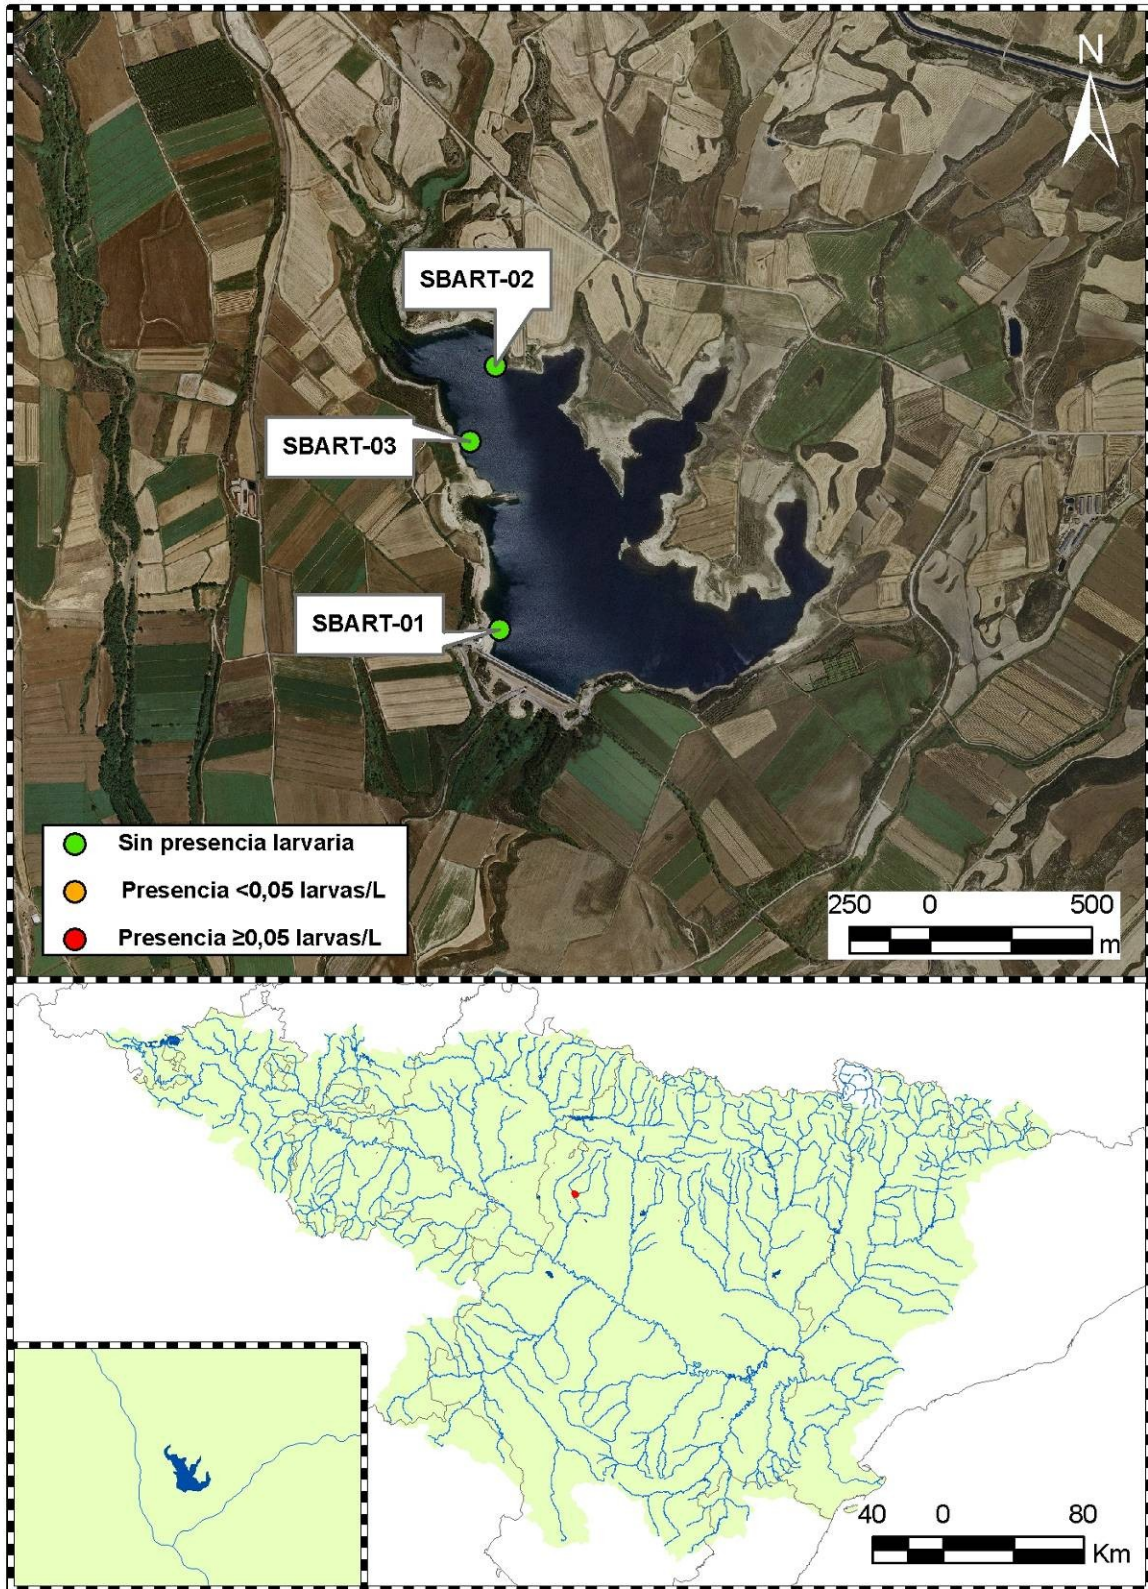 N
SBART-02
SBART-03
SBART-01
Sin presencia larvaria
Presencia <0,05 larvas/L
Presencia ≥0,05 larvas/L
250 0 500
m
40 0 80
Km